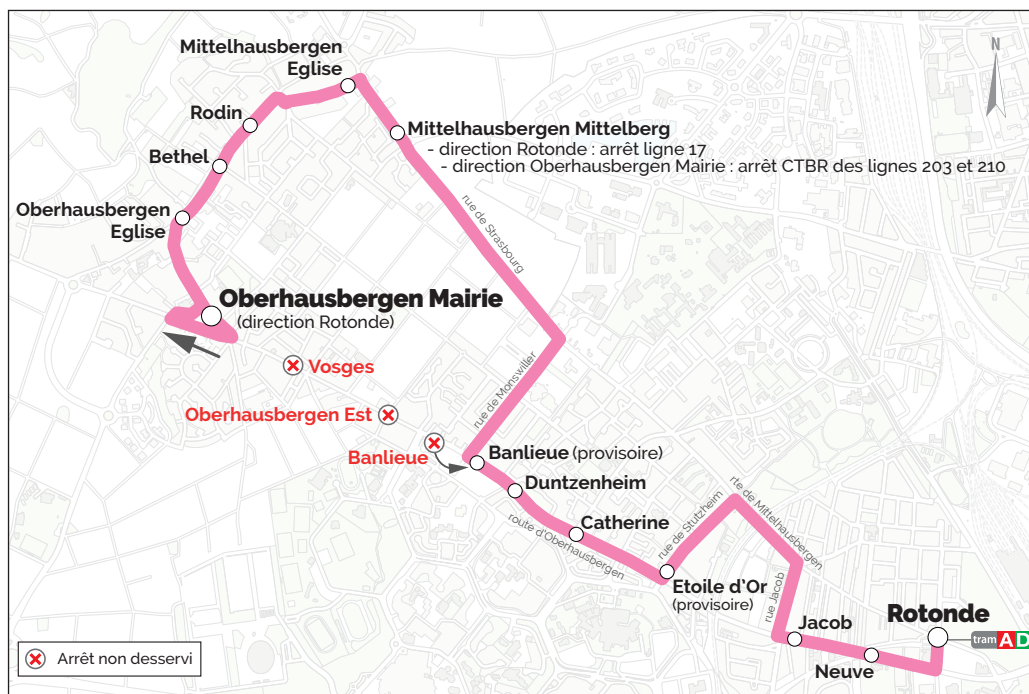 N
Mittelhausbergen
Eglise
Rodin
Mittelhausbergen Mittelberg
- direction Rotonde : arrêt ligne 17
- direction Oberhausbergen Mairie : arrêt CTBR des lignes 203 et 210
Bethel
Oberhausbergen
Eglise
rue de Strasbourg
Oberhausbergen Mairie
(direction Rotonde)
Vosges
rue de Monswiller
Oberhausbergen Est
Banlieue
Banlieue (provisoire)
Duntzenheim
Catherine
route d'Oberhausbergen
rue de Stutzheim
rte de Mittelhausbergen
Etoile d'Or
(provisoire)
rue Jacob
Jacob
Rotonde
tram A D
Neuve
Arrêt non desservi